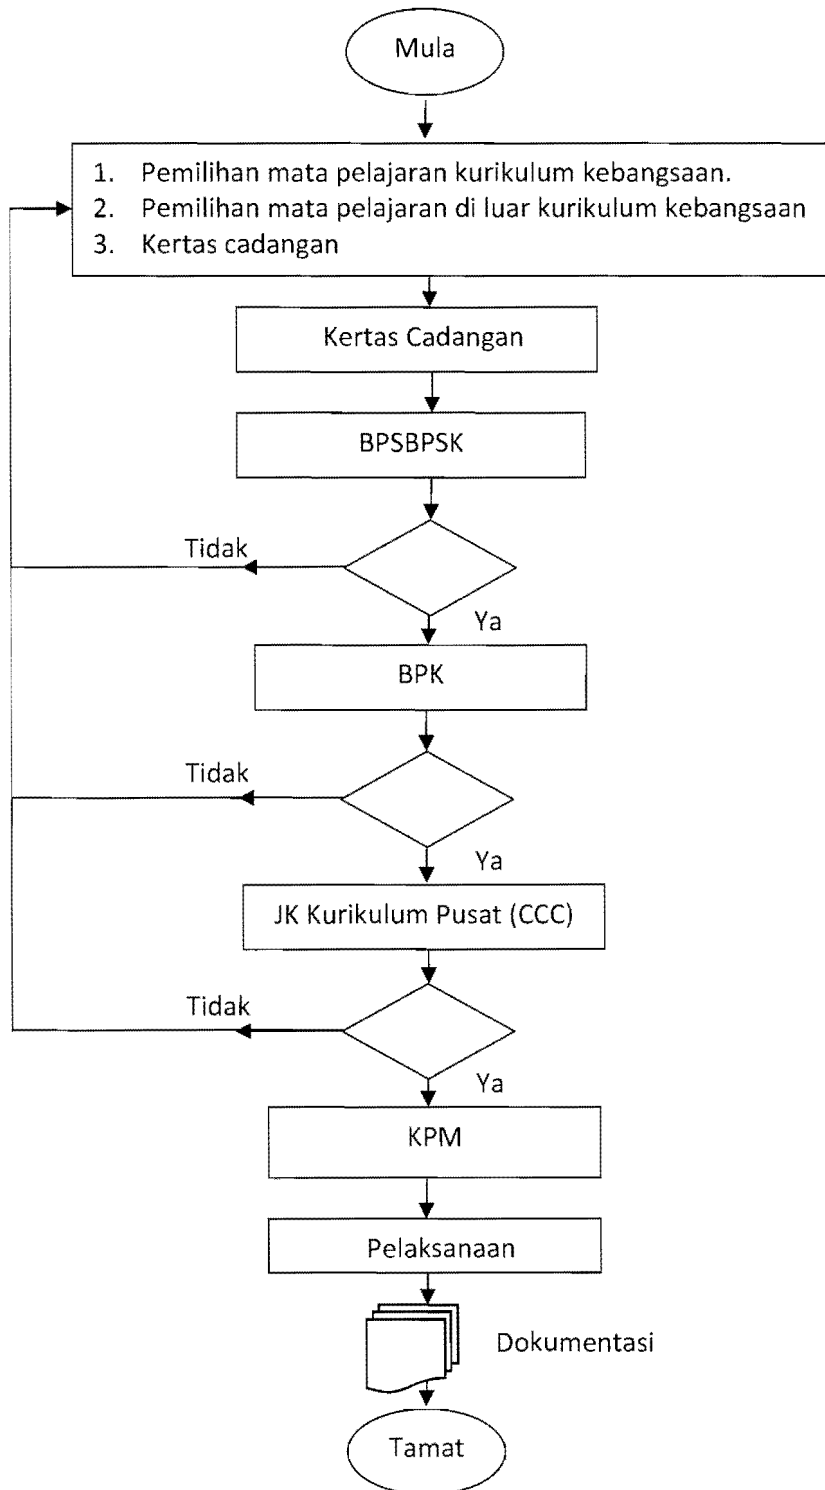 Mula
1. Pemilihan mata pelajaran kurikulum kebangsaan.
2. Pemilihan mata pelajaran di luar kurikulum kebangsaan
3. Kertas cadangan
Kertas Cadangan
BPSBPSK
Tidak
Ya
BPK
Tidak
Ya
JK Kurikulum Pusat (CCC)
Tidak
Ya
KPM
Pelaksanaan
Dokumentasi
Tamat